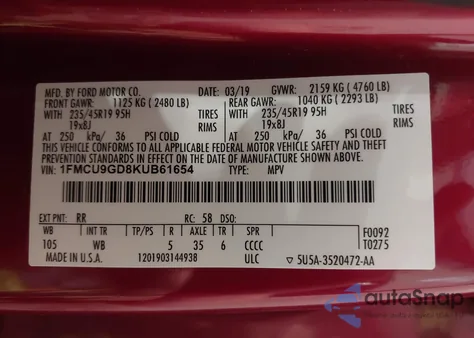 MFD. BY FORD MOTOR CO. DATE: 03/19 GVWR: 2159 KG (4760 LB)
FRONT GAWR: 1125 KG (2480 LB) REAR GAWR: 1040 KG (2293 LB)
WITH 235/45R19 95H TIRES WITH 235/45R19 95H TIRES
19x8J RIMS 19x8J RIMS
AT 250 kPa/ 36 PSI COLD AT 250 kPa/ 36 PSI COLD
THIS VEHICLE CONFORMS TO ALL APPLICABLE FEDERAL MOTOR VEHICLE SAFETY AND BUMPER
STANDARDS IN EFFECT ON THE DATE OF MANUFACTURE SHOWN ABOVE.
VIN: 1FMCU9GD8KUB61654 TYPE: MPV
EXT PNT: RR RC: 58 DSO: F0092
WB INT TR TP/PS R AXLE TR SPR T0275
105 WB 5 35 6 CCCC
MADE IN U.S.A. 1201903144938 ULC 5U5A-3520472-AA
autoSnap